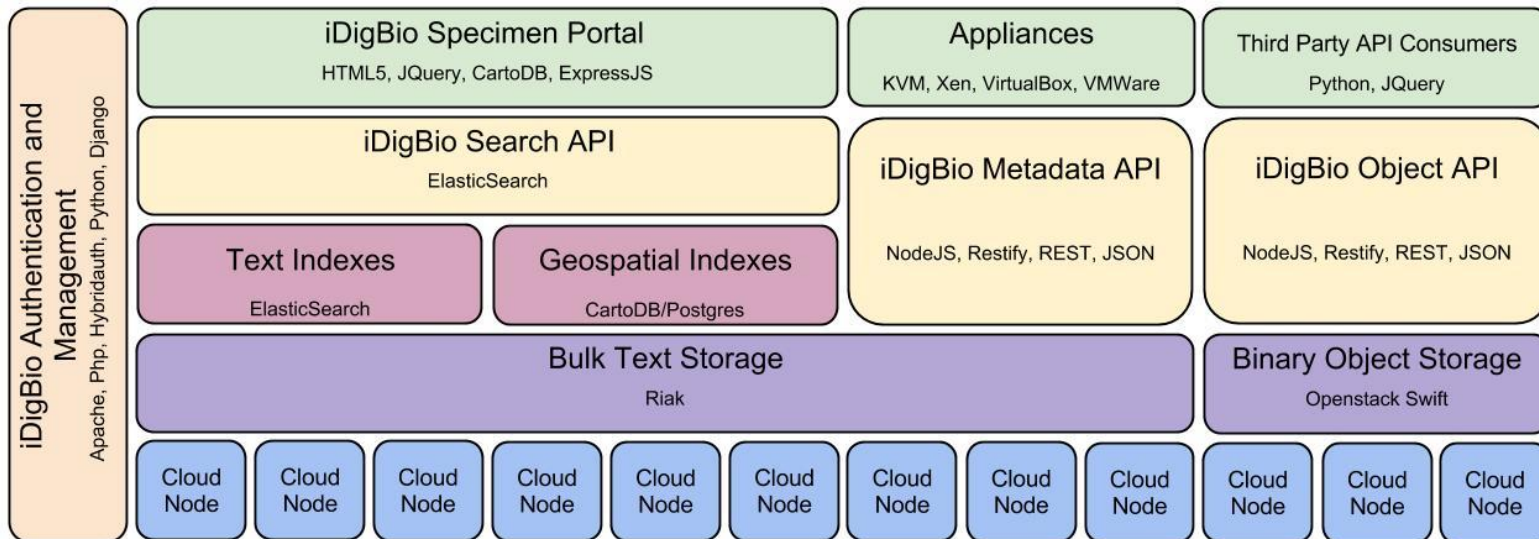 iDigBio Authentication and
Management
Apache, Php, Hybridauth, Python, Django
iDigBio Specimen Portal
HTML5, JQuery, CartoDB, ExpressJS
Appliances
KVM, Xen, VirtualBox, VMWare
Third Party API Consumers
Python, JQuery
iDigBio Search API
ElasticSearch
iDigBio Metadata API
NodeJS, Restify, REST, JSON
iDigBio Object API
NodeJS, Restify, REST, JSON
Text Indexes
ElasticSearch
Geospatial Indexes
CartoDB/Postgres
Bulk Text Storage
Riak
Binary Object Storage
Openstack Swift
Cloud
Node
Cloud
Node
Cloud
Node
Cloud
Node
Cloud
Node
Cloud
Node
Cloud
Node
Cloud
Node
Cloud
Node
Cloud
Node
Cloud
Node
Cloud
Node